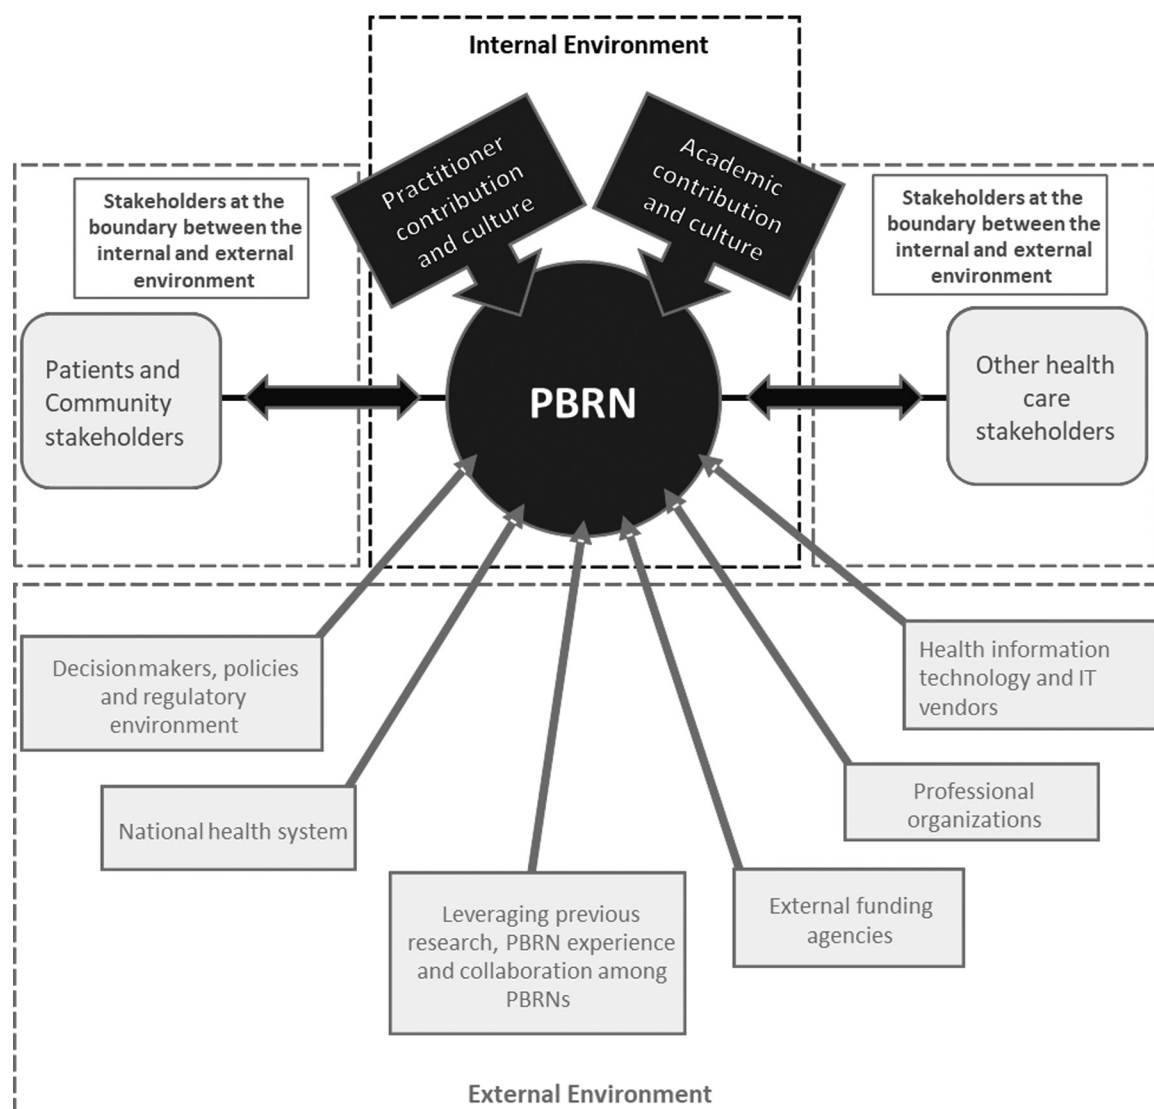 Internal Environment
Practitioner
contribution
and culture
Academic
contribution
and culture
Stakeholders at the
boundary between the
internal and external
environment
Stakeholders at the
boundary between the
internal and external
environment
Patients and
Community
stakeholders
PBRN
Other health
care
stakeholders
Decision makers, policies
and regulatory
environment
Health information
technology and IT
vendors
National health system
Professional
organizations
Leveraging previous
research, PBRN experience
and collaboration among
PBRNs
External funding
agencies
External Environment